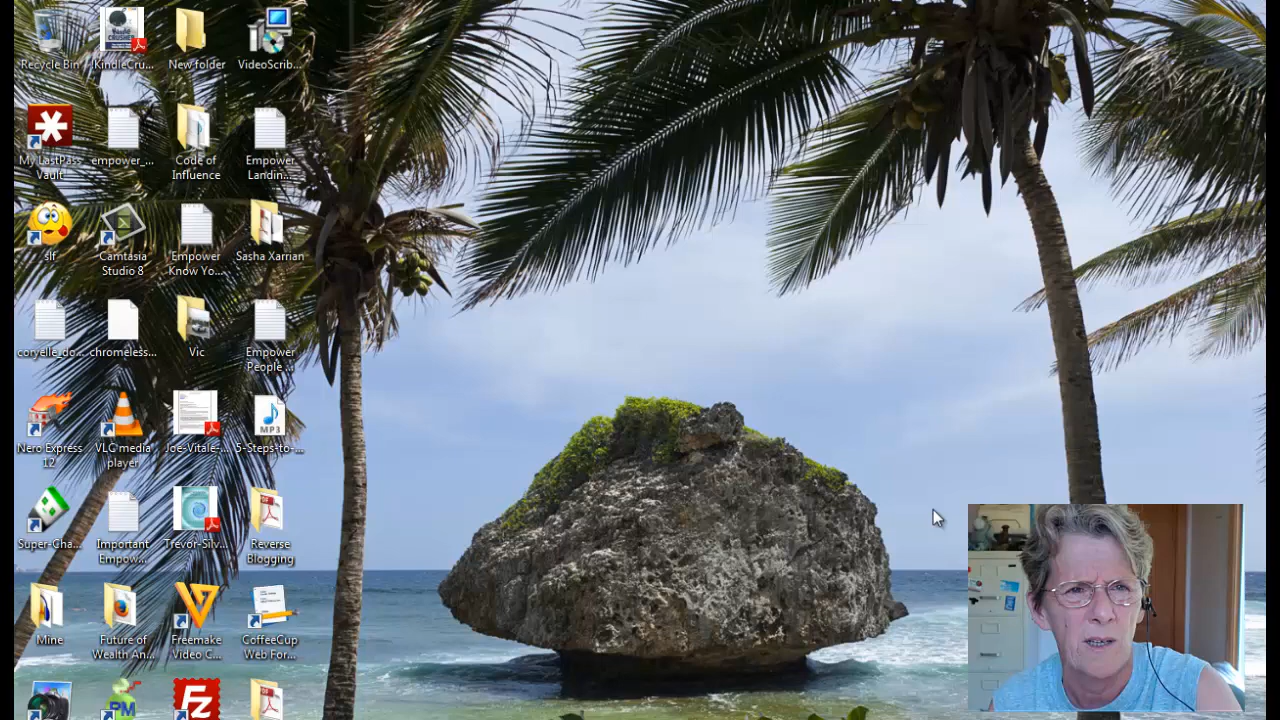 Recycle Bin
!KindleCru...
New folder
VideoScrib...
My LastPass
Vault
empower_...
Code of
Influence
Empower
Landin...
slf
Camtasia
Studio 8
Empower
Know Yo...
Sasha Xarrian
coryelle_do...
chromeless...
Vic
Empower
People ...
Nero Express
12
VLC media
player
Joe-Vitale-...
MP3
5-Steps-to-...
Super-Cha...
Important
Empow...
Trevor-Silv...
Reverse
Blogging
Mine
Future of
Wealth An...
Freemake
Video C...
CoffeeCup
Web For...
PM
FZ